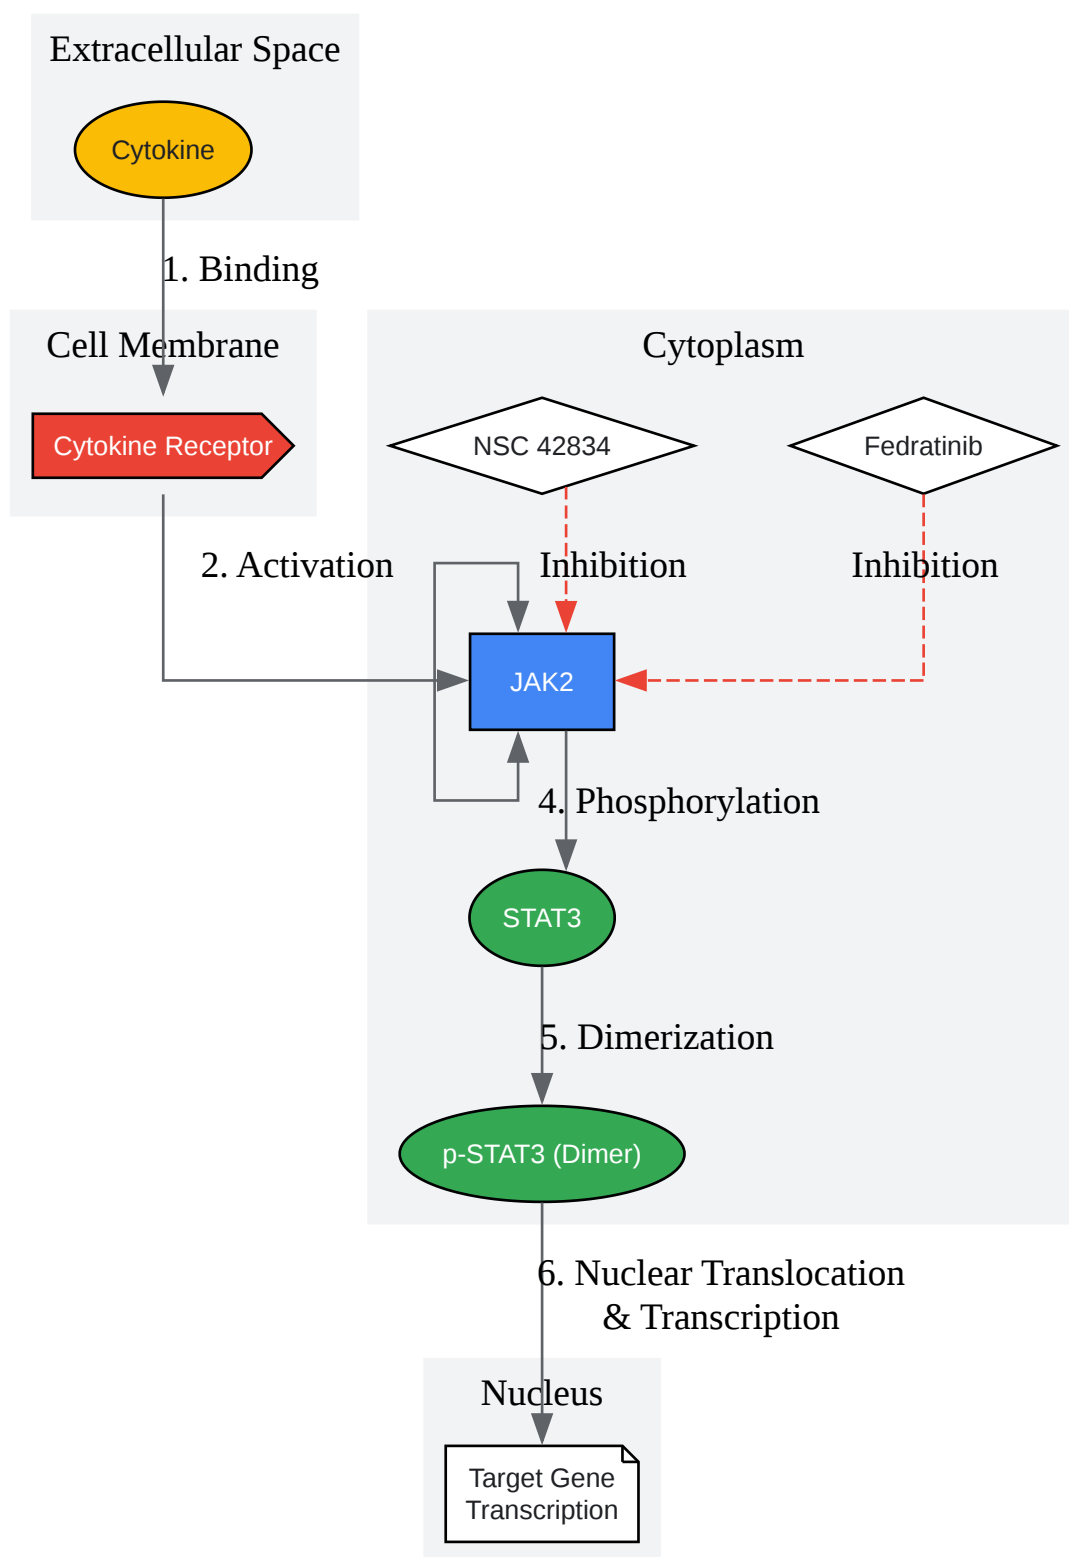 Extracellular Space
Cytokine
1. Binding
Cell Membrane
Cytokine Receptor
Cytoplasm
NSC 42834
Fedratinib
2. Activation
Inhibition
Inhibition
JAK2
4. Phosphorylation
STAT3
5. Dimerization
p-STAT3 (Dimer)
6. Nuclear Translocation
& Transcription
Nucleus
Target Gene
Transcription